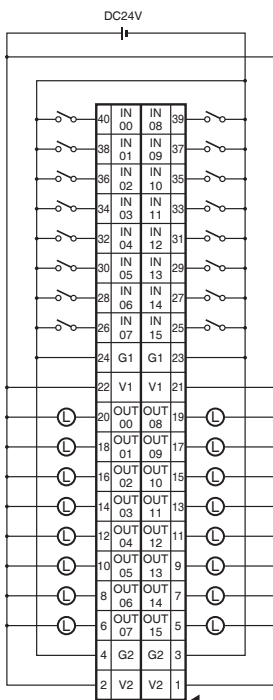 DC24V
40 IN 00 IN 08 39
38 IN 01 IN 09 37
36 IN 02 IN 10 35
34 IN 03 IN 11 33
32 IN 04 IN 12 31
30 IN 05 IN 13 29
28 IN 06 IN 14 27
26 IN 07 IN 15 25
24 G1 G1 23
22 V1 V1 21
L 20 OUT 00 OUT 08 19 L
L 18 OUT 01 OUT 09 17 L
L 16 OUT 02 OUT 10 15 L
L 14 OUT 03 OUT 11 13 L
L 12 OUT 04 OUT 12 11 L
L 10 OUT 05 OUT 13 9 L
L 8 OUT 06 OUT 14 7 L
L 6 OUT 07 OUT 15 5 L
4 G2 G2 3
2 V2 V2 1